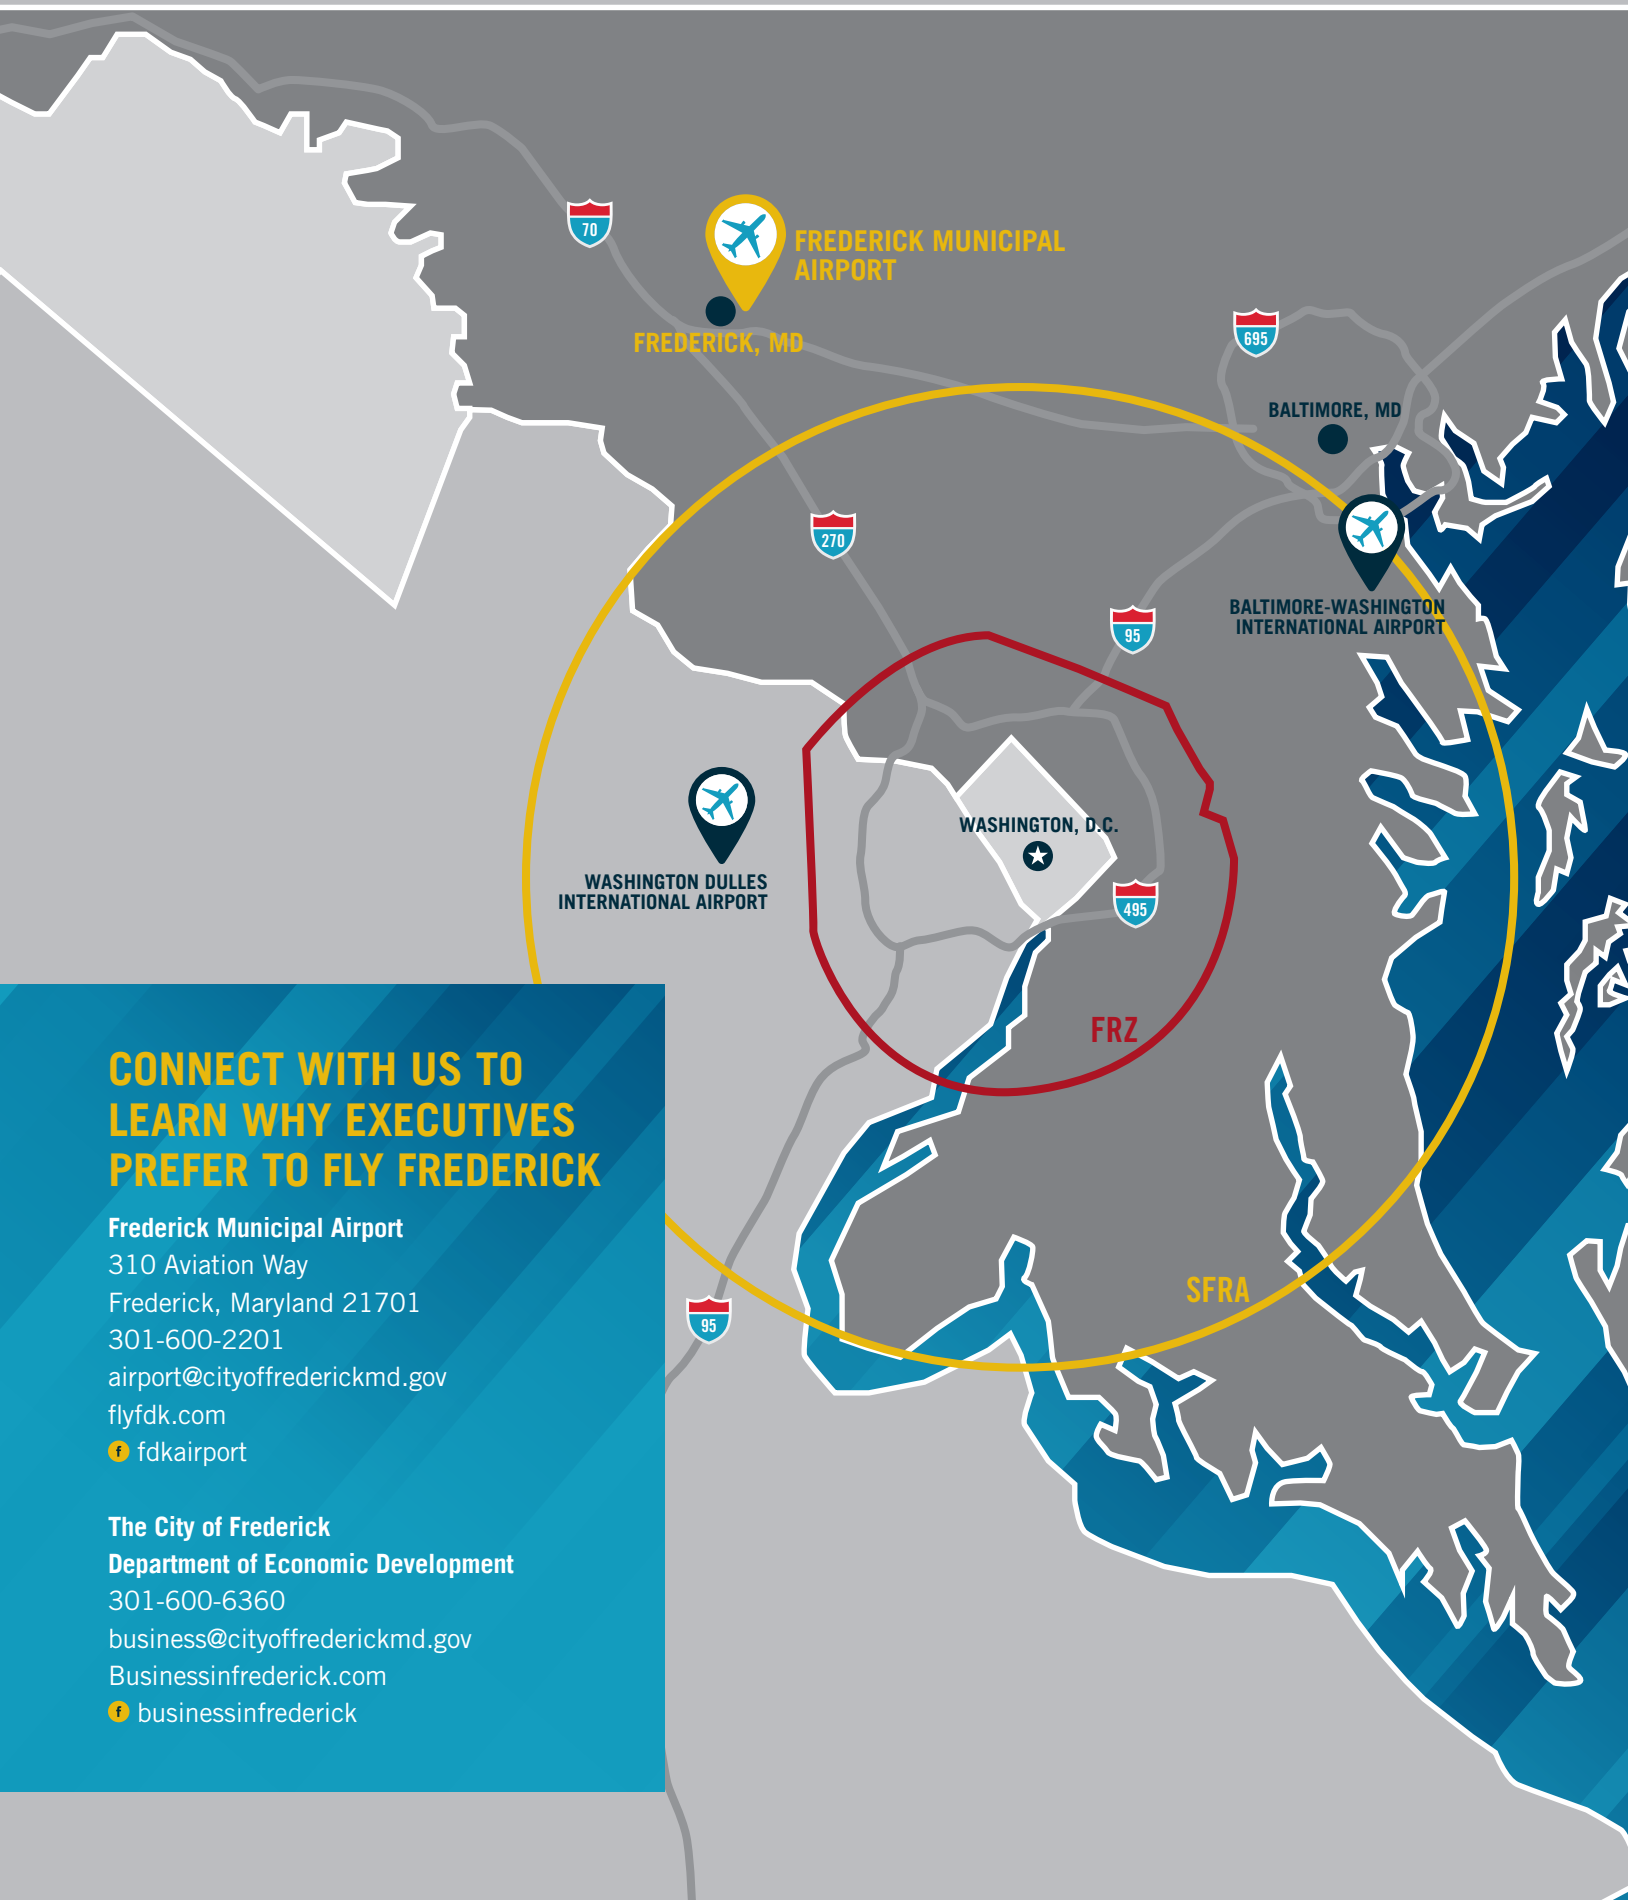 70
FREDERICK MUNICIPAL
AIRPORT
FREDERICK, MD
695
BALTIMORE, MD
270
95
BALTIMORE-WASHINGTON
INTERNATIONAL AIRPORT
WASHINGTON, D.C.
WASHINGTON DULLES
INTERNATIONAL AIRPORT
495
FRZ
SFRA
95
CONNECT WITH US TO
LEARN WHY EXECUTIVES
PREFER TO FLY FREDERICK
Frederick Municipal Airport
310 Aviation Way
Frederick, Maryland 21701
301-600-2201
airport@cityoffrederickmd.gov
flyfdk.com
f fdkairport
The City of Frederick
Department of Economic Development
301-600-6360
business@cityoffrederickmd.gov
Businessinfrederick.com
f businessinfrederick